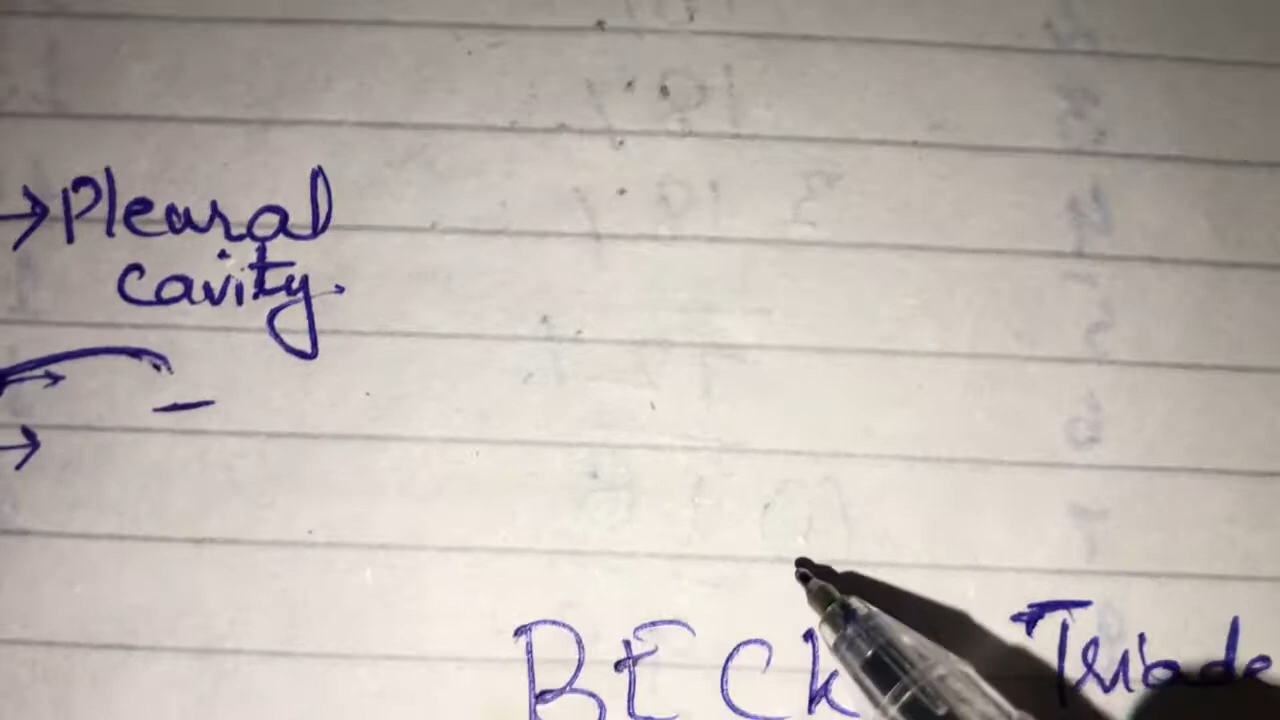 →Pleural
cavity.
→
→
BECK Triade